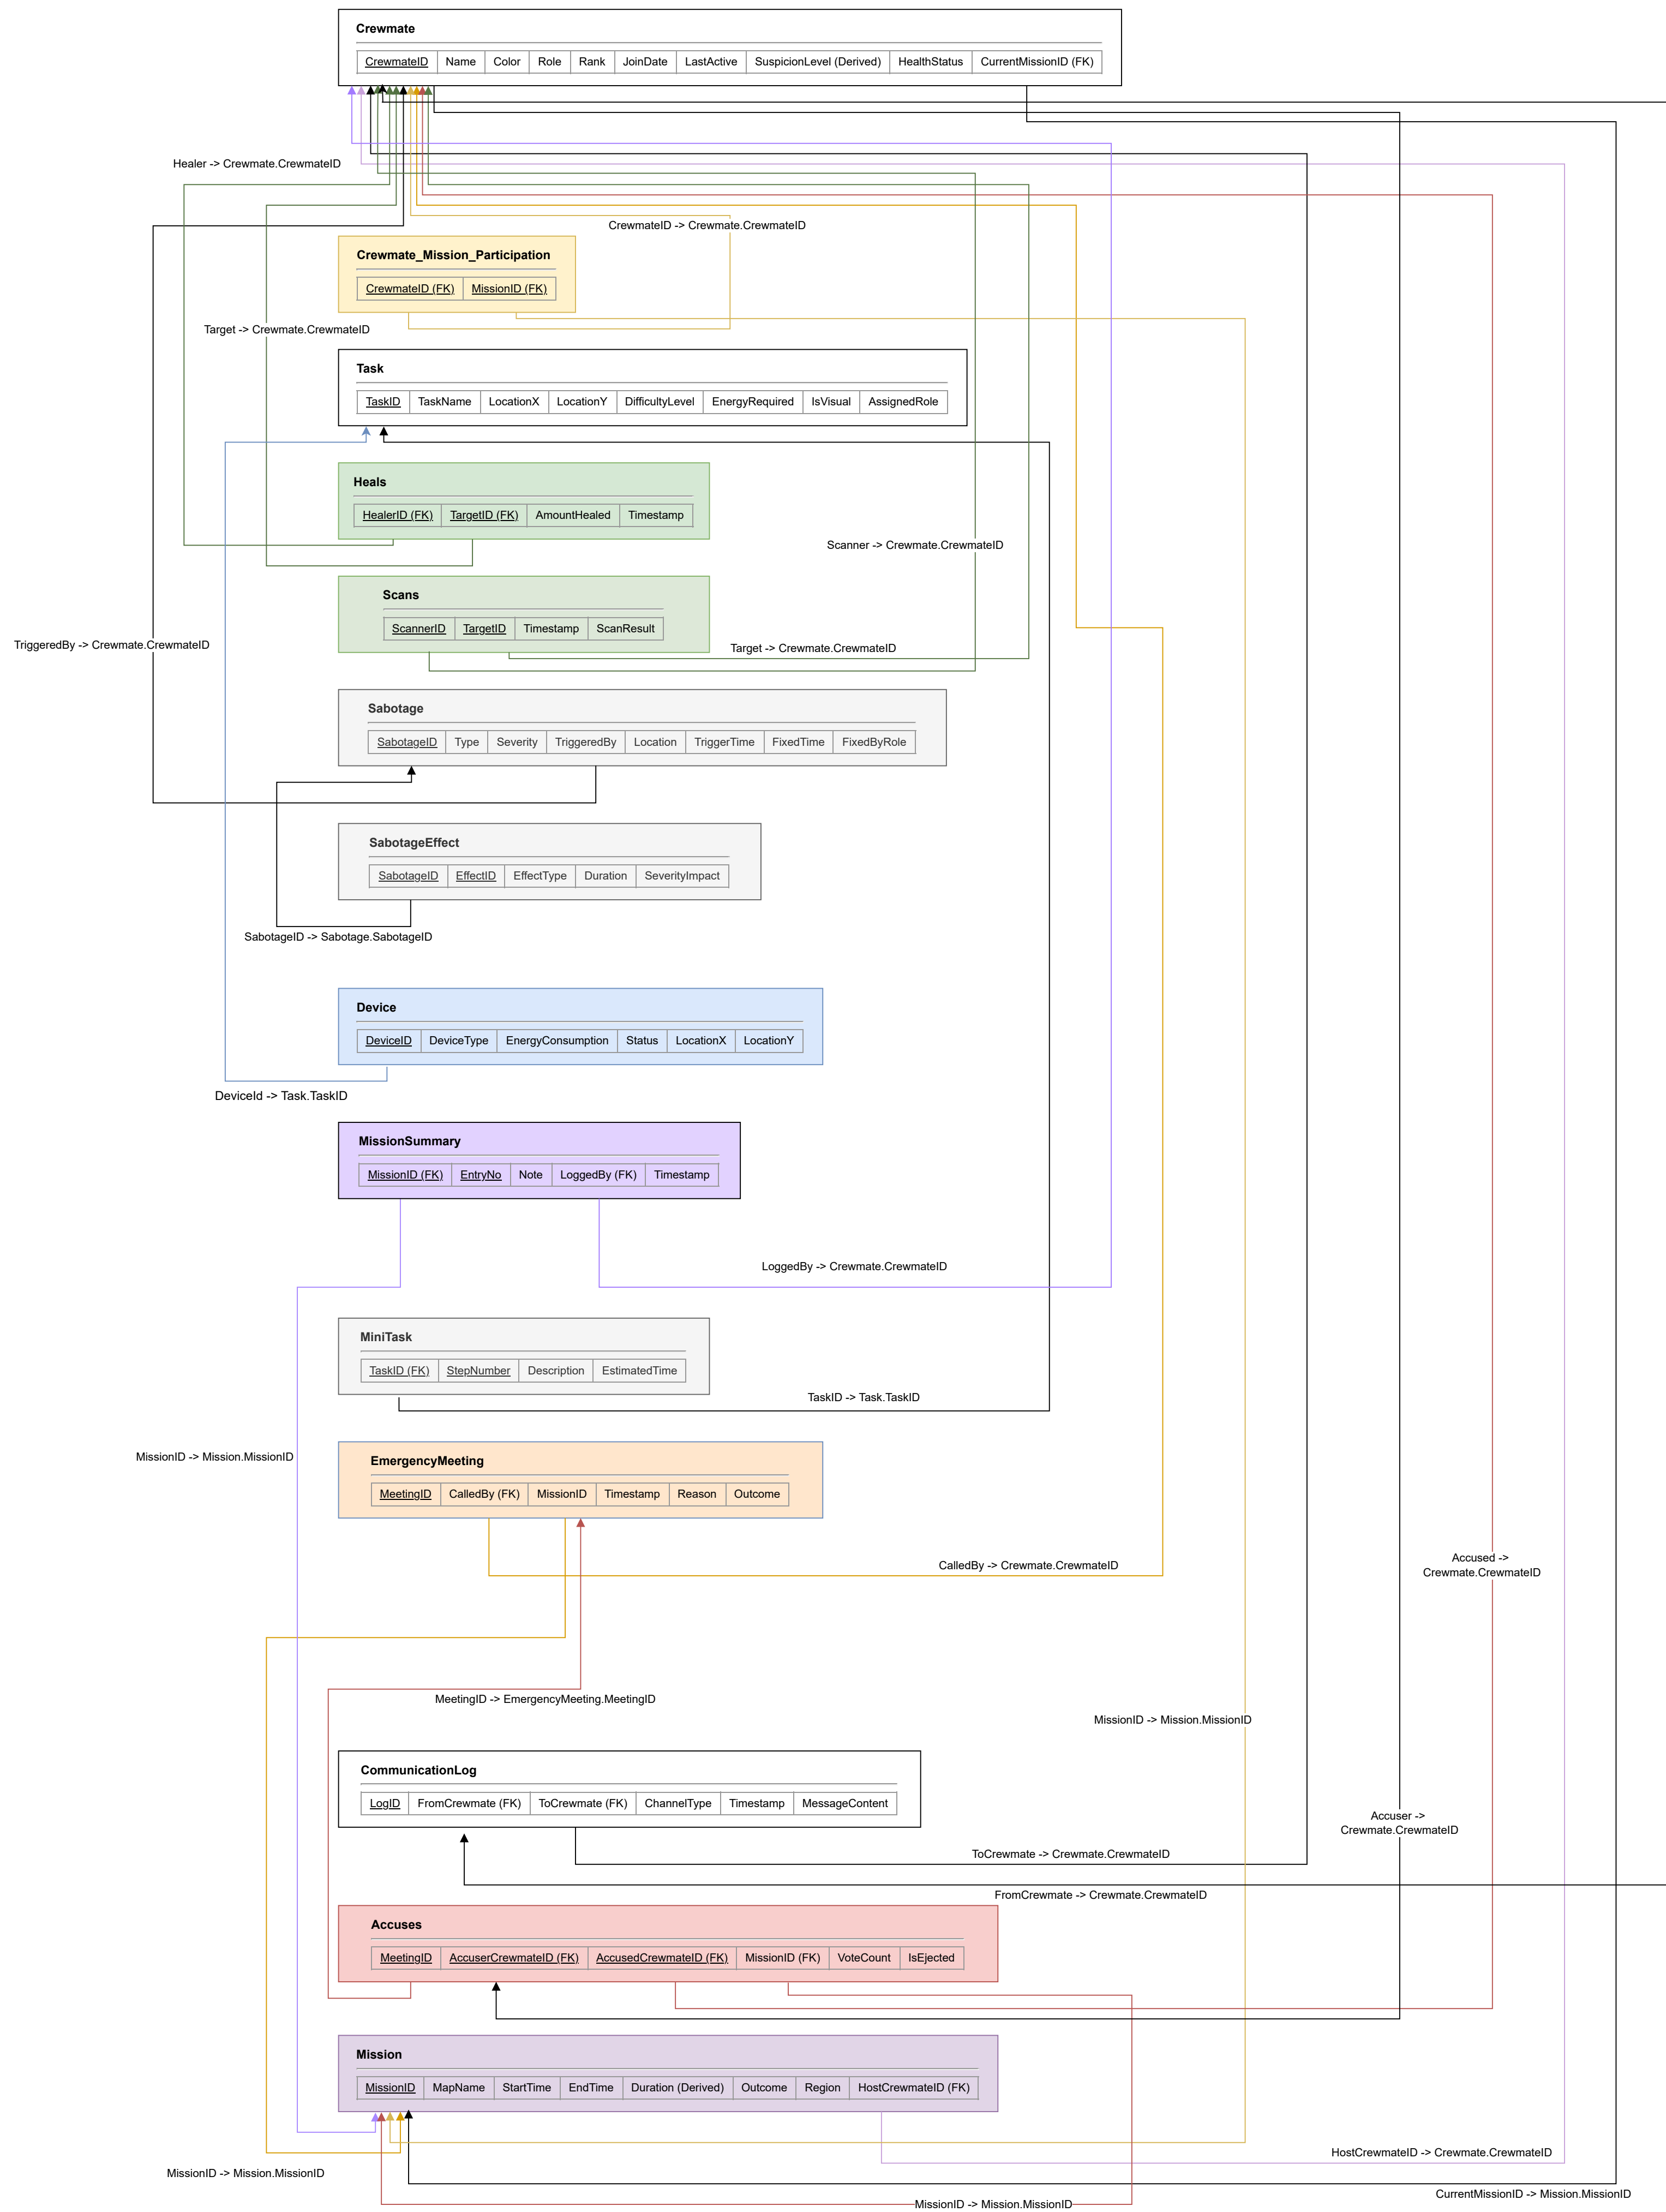 Crewmate
CrewmateID Name Color Role Rank JoinDate LastActive SuspicionLevel (Derived) HealthStatus CurrentMissionID (FK)
Healer -> Crewmate.CrewmateID
CrewmateID -> Crewmate.CrewmateID
Crewmate_Mission_Participation
CrewmateID (FK) MissionID (FK)
Target -> Crewmate.CrewmateID
Task
TaskID TaskName LocationX LocationY DifficultyLevel EnergyRequired IsVisual AssignedRole
Heals
HealerID (FK) TargetID (FK) AmountHealed Timestamp
Scanner -> Crewmate.CrewmateID
Scans
ScannerID TargetID Timestamp ScanResult
TriggeredBy -> Crewmate.CrewmateID
Target -> Crewmate.CrewmateID
Sabotage
SabotageID Type Severity TriggeredBy Location TriggerTime FixedTime FixedByRole
SabotageEffect
SabotageID EffectID EffectType Duration SeverityImpact
SabotageID -> Sabotage.SabotageID
Device
DeviceID DeviceType EnergyConsumption Status LocationX LocationY
DeviceId -> Task.TaskID
MissionSummary
MissionID (FK) EntryNo Note LoggedBy (FK) Timestamp
LoggedBy -> Crewmate.CrewmateID
MiniTask
TaskID (FK) StepNumber Description EstimatedTime
TaskID -> Task.TaskID
MissionID -> Mission.MissionID
EmergencyMeeting
MeetingID CalledBy (FK) MissionID Timestamp Reason Outcome
CalledBy -> Crewmate.CrewmateID
Accused ->
Crewmate.CrewmateID
MeetingID -> EmergencyMeeting.MeetingID
MissionID -> Mission.MissionID
CommunicationLog
LogID FromCrewmate (FK) ToCrewmate (FK) ChannelType Timestamp MessageContent
Accuser ->
Crewmate.CrewmateID
ToCrewmate -> Crewmate.CrewmateID
FromCrewmate -> Crewmate.CrewmateID
Accuses
MeetingID AccuserCrewmateID (FK) AccusedCrewmateID (FK) MissionID (FK) VoteCount IsEjected
Mission
MissionID MapName StartTime EndTime Duration (Derived) Outcome Region HostCrewmateID (FK)
HostCrewmateID -> Crewmate.CrewmateID
MissionID -> Mission.MissionID
CurrentMissionID -> Mission.MissionID
MissionID -> Mission.MissionID